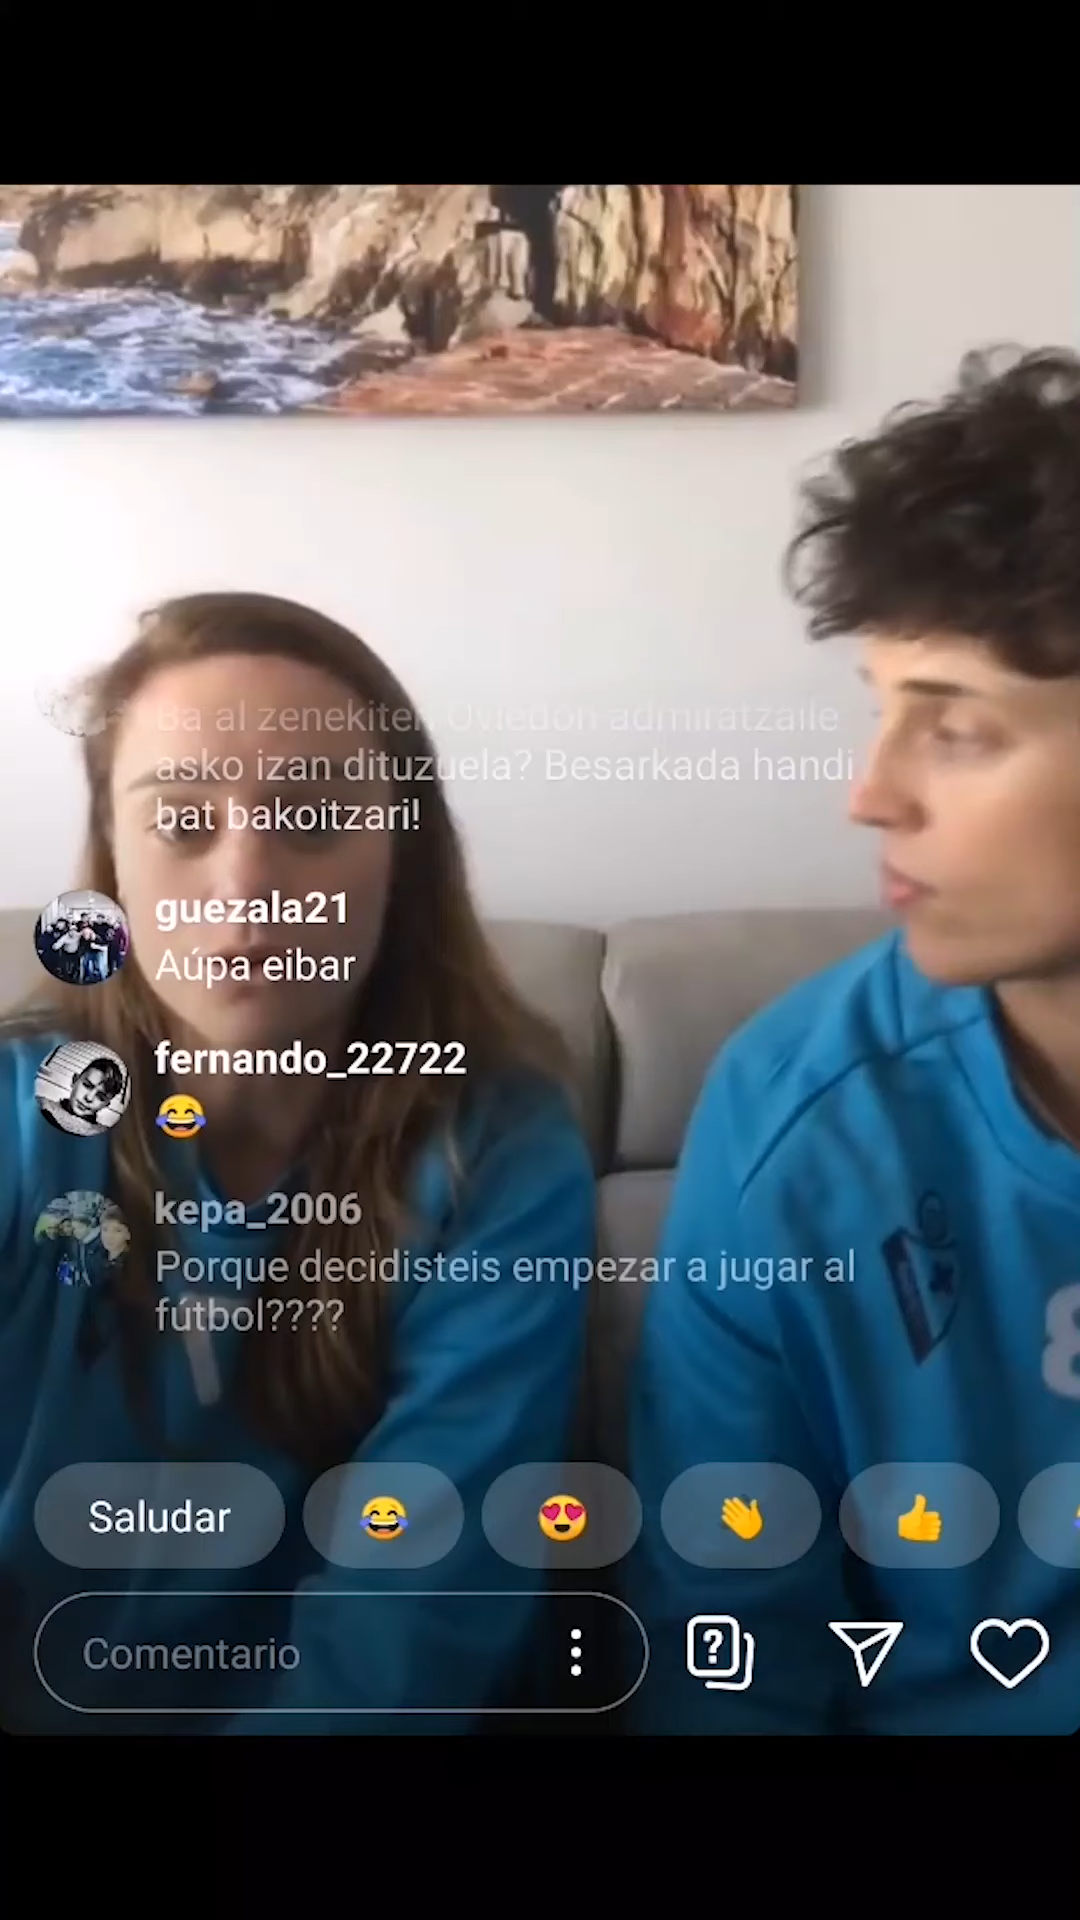 Ba al zenekiten Oviedon admiratzaile
asko izan dituzuela? Besarkada handi
bat bakoitzari!
guezala21
Aúpa eibar
fernando_22722
😂
kepa_2006
Porque decidisteis empezar a jugar al
fútbol????
8
Saludar
Comentario